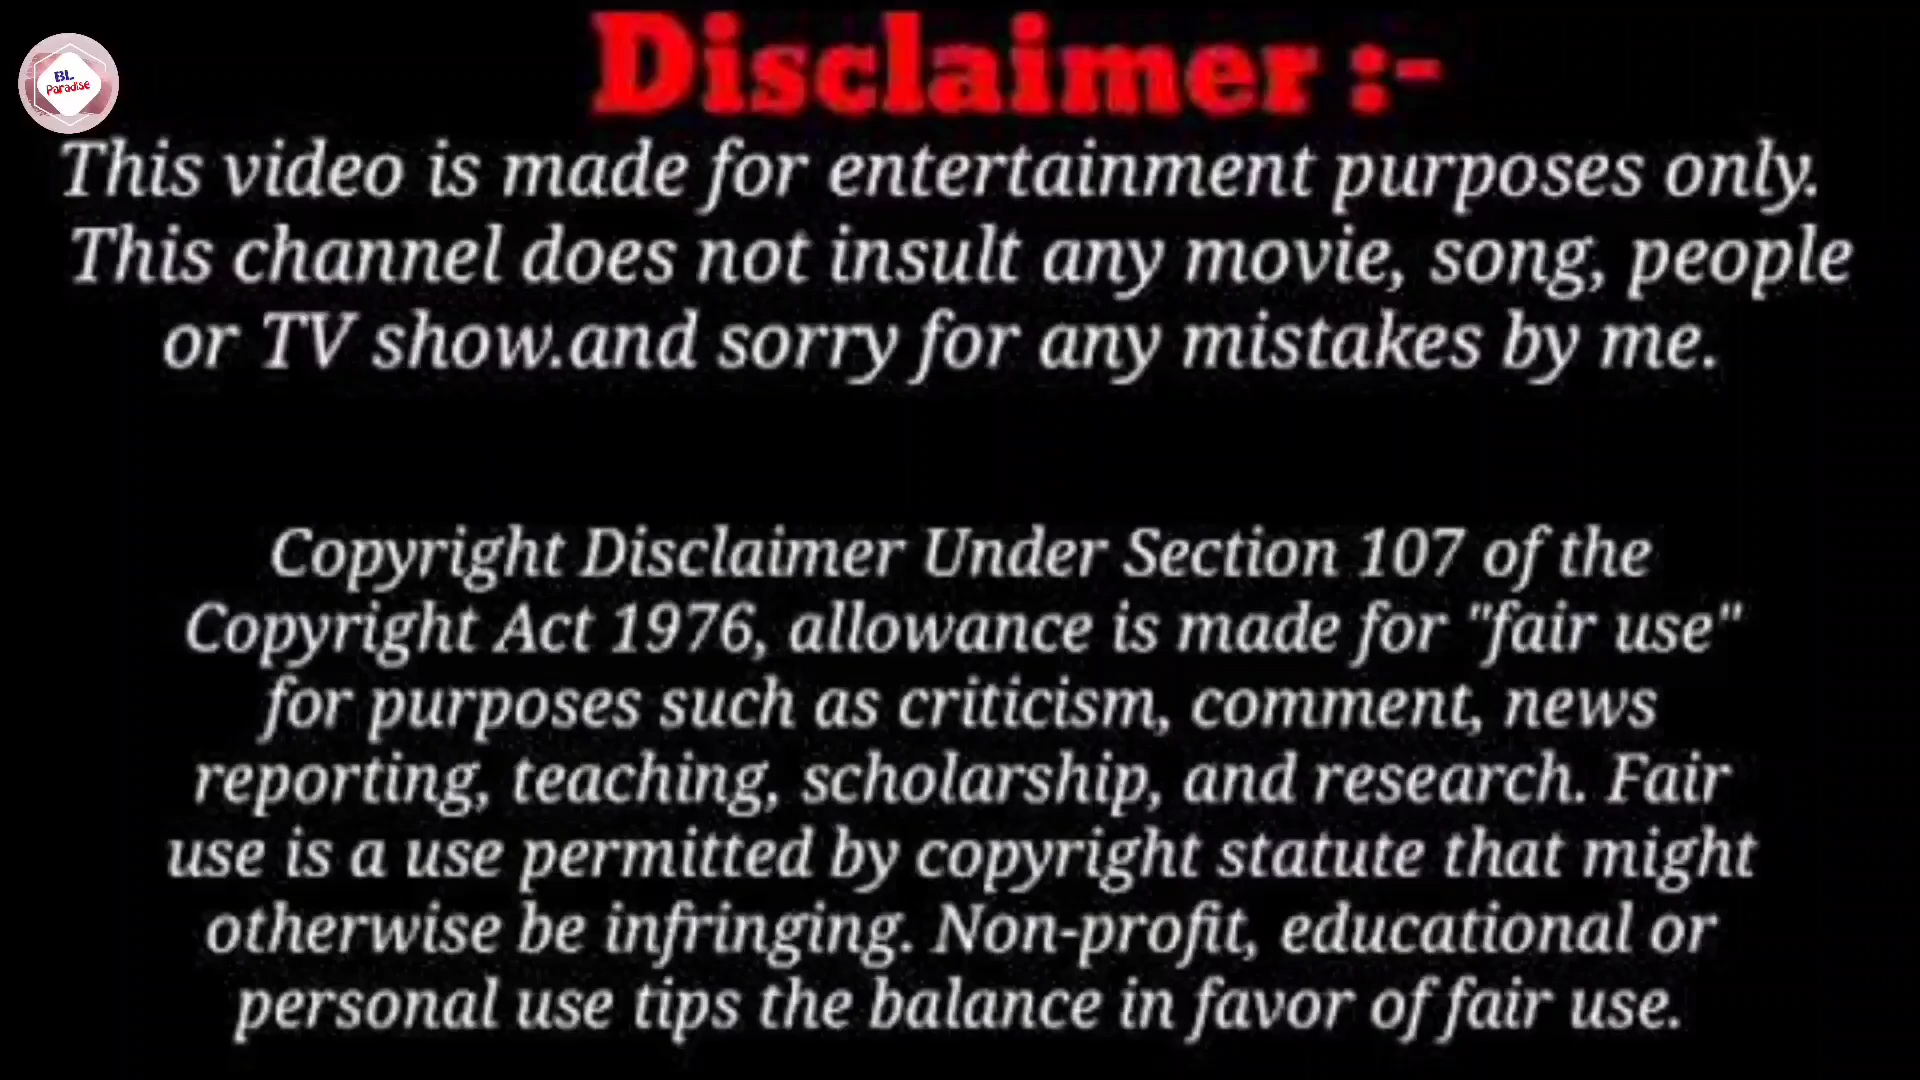 Disclaimer :-
BL
Paradise
This video is made for entertainment purposes only.
This channel does not insult any movie, song, people
or TV show.and sorry for any mistakes by me.
Copyright Disclaimer Under Section 107 of the
Copyright Act 1976, allowance is made for "fair use"
for purposes such as criticism, comment, news
reporting, teaching, scholarship, and research. Fair
use is a use permitted by copyright statute that might
otherwise be infringing. Non-profit, educational or
personal use tips the balance in favor of fair use.